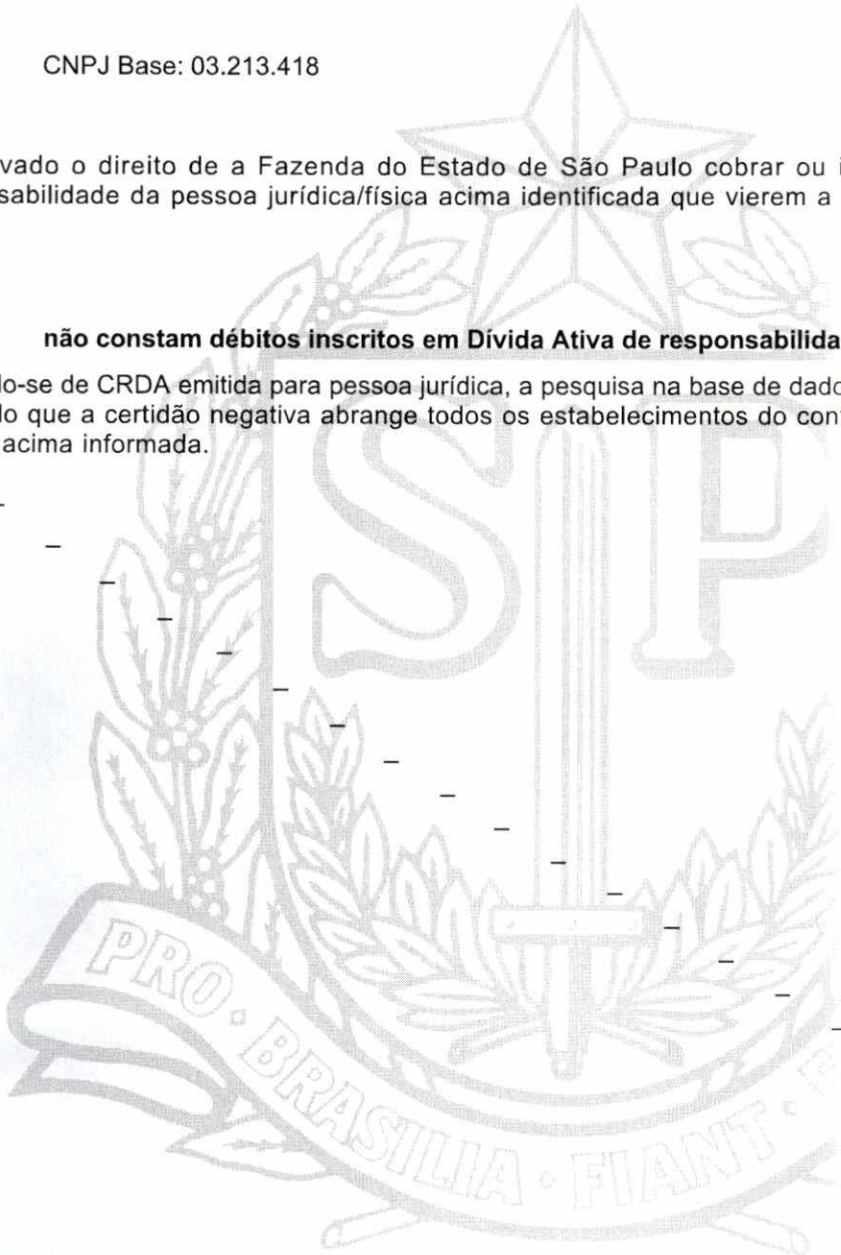 CNPJ Base: 03.213.418
vado o direito de a Fazenda do Estado de São Paulo cobrar ou
sabilidade da pessoa jurídica/física acima identificada que vierem a
não constam débitos inscritos em Dívida Ativa de responsabilida
lo-se de CRDA emitida para pessoa jurídica, a pesquisa na base de dado
lo que a certidão negativa abrange todos os estabelecimentos do con
acima informada.
SP
PRO · BRASILIA · FIANT ·